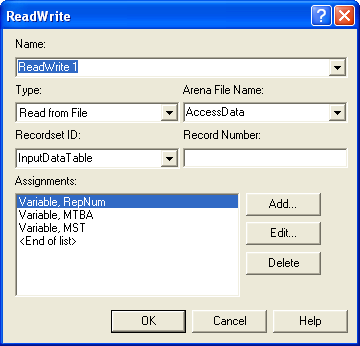 ReadWrite
Name:
ReadWrite 1
Type:
Arena File Name:
Read from File
AccessData
Recordset ID:
Record Number:
InputDataTable
Assignments:
Variable, RepNum
Variable, MTBA
Variable, MST
<End of list>
Add...
Edit...
Delete
OK
Cancel
Help